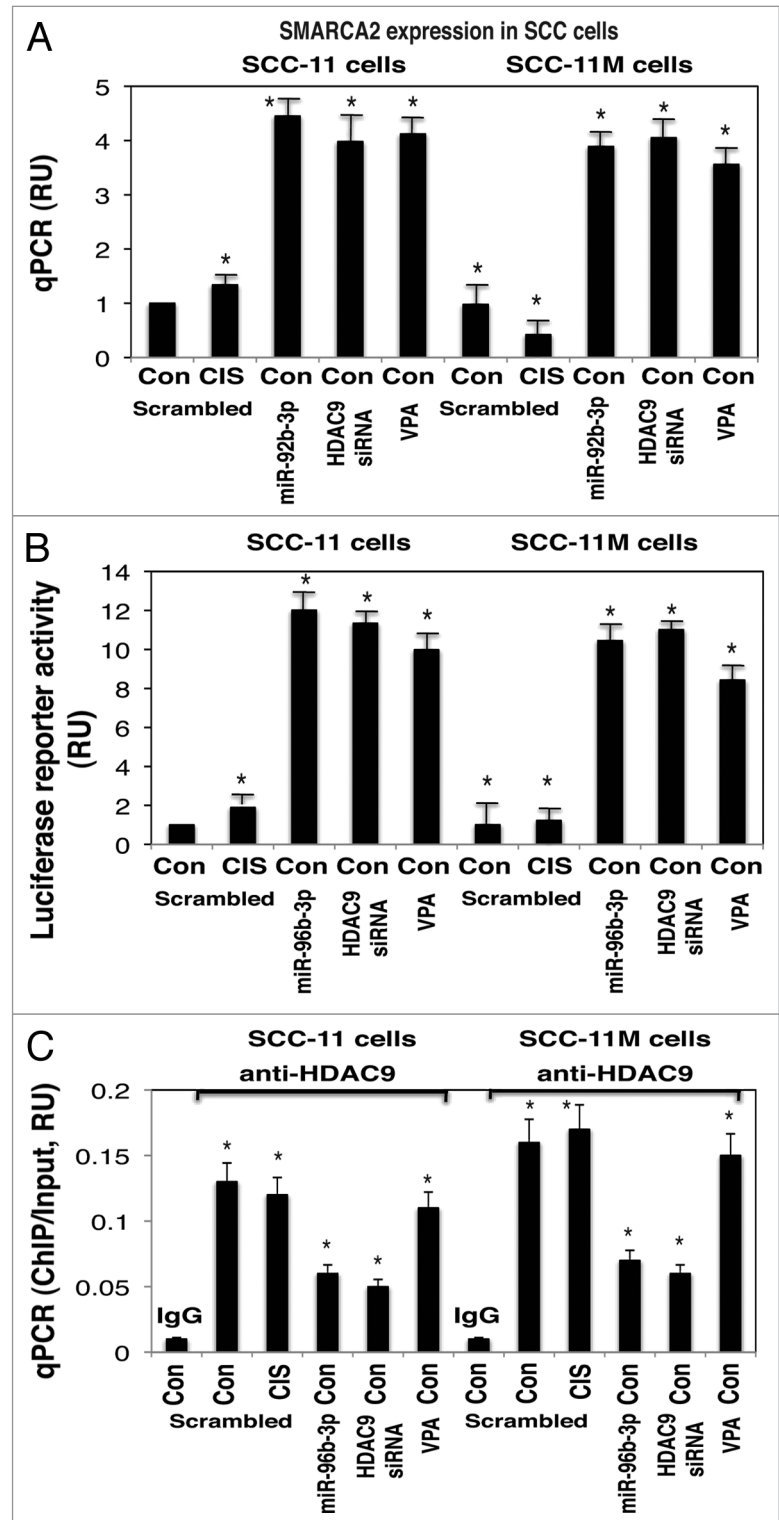 A
SMARCA2 expression in SCC cells
SCC-11 cells SCC-11M cells
qPCR (RU)
5
4
3
2
1
0
* * * * * * * * *
Con CIS Con Con Con Con CIS Con Con Con
Scrambled miR-92b-3p HDAC9 siRNA VPA Scrambled miR-92b-3p HDAC9 siRNA VPA
B
SCC-11 cells SCC-11M cells
Luciferase reporter activity
(RU)
14
12
10
8
6
4
2
0
* * * * * * * * *
Con CIS Con Con Con Con CIS Con Con Con
Scrambled miR-96b-3p HDAC9 siRNA VPA Scrambled miR-96b-3p HDAC9 siRNA VPA
C
SCC-11 cells SCC-11M cells
anti-HDAC9 anti-HDAC9
qPCR (ChIP/Input, RU)
0.2
0.15
0.1
0.05
0
* * * * * * * * * *
IgG IgG
Con Con CIS Con Con Con Con Con CIS Con Con Con
Scrambled miR-96b-3p HDAC9 siRNA VPA Scrambled miR-96b-3p HDAC9 siRNA VPA